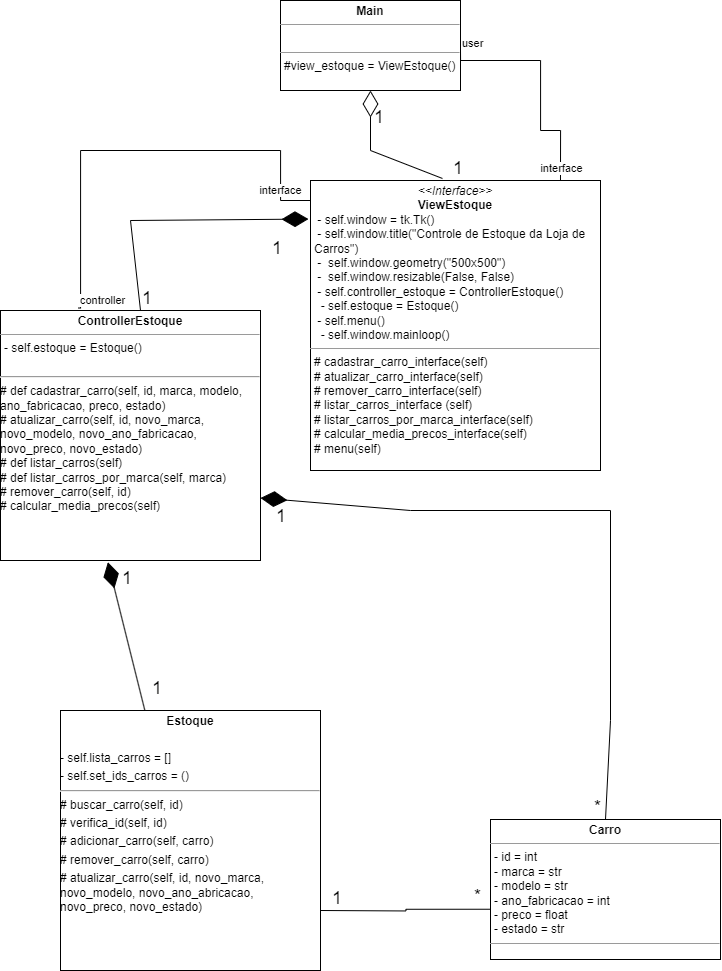 Main
user
#view_estoque = ViewEstoque()
1
1
interface
interface
<<Interface>>
ViewEstoque
- self.window = tk.Tk()
- self.window.title("Controle de Estoque da Loja de
Carros")
- self.window.geometry("500x500")
- self.window.resizable(False, False)
- self.controller_estoque = ControllerEstoque()
- self.estoque = Estoque()
- self.menu()
- self.window.mainloop()
# cadastrar_carro_interface(self)
# atualizar_carro_interface(self)
# remover_carro_interface(self)
# listar_carros_interface (self)
# listar_carros_por_marca_interface(self)
# calcular_media_precos_interface(self)
# menu(self)
1
controller
1
ControllerEstoque
- self.estoque = Estoque()
# def cadastrar_carro(self, id, marca, modelo,
ano_fabricacao, preco, estado)
# atualizar_carro(self, id, novo_marca,
novo_modelo, novo_ano_fabricacao,
novo_preco, novo_estado)
# def listar_carros(self)
# def listar_carros_por_marca(self, marca)
# remover_carro(self, id)
# calcular_media_precos(self)
1
1
1
Estoque
- self.lista_carros = []
- self.set_ids_carros = ()
# buscar_carro(self, id)
# verifica_id(self, id)
# adicionar_carro(self, carro)
# remover_carro(self, carro)
# atualizar_carro(self, id, novo_marca,
novo_modelo, novo_ano_abricacao,
novo_preco, novo_estado)
1
*
*
Carro
- id = int
- marca = str
- modelo = str
- ano_fabricacao = int
- preco = float
- estado = str